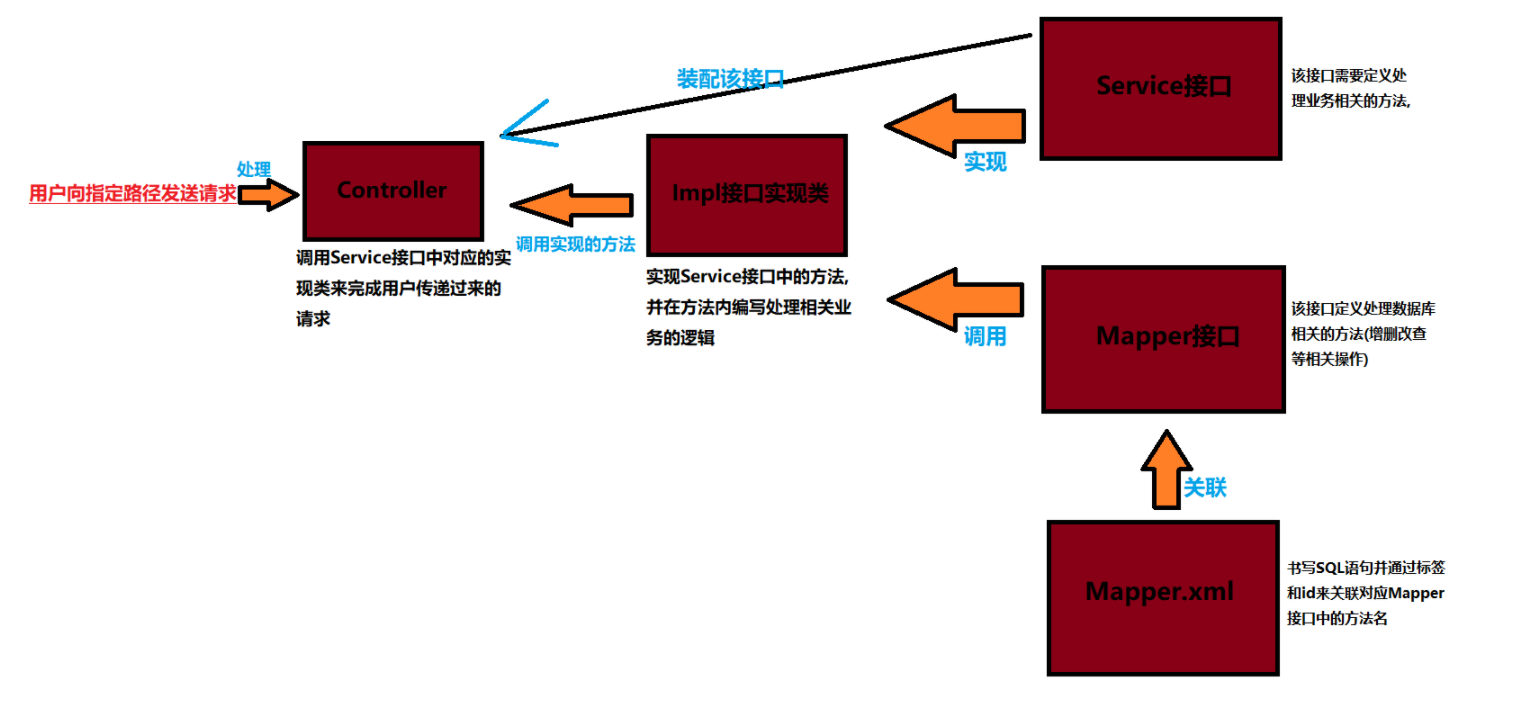 装配该接口
Service接口
该接口需要定义处
理业务相关的方法,
实现
处理
用户向指定路径发送请求
Controller
调用Service接口中对应的实
现类来完成用户传递过来的
请求
调用实现的方法
Impl接口实现类
实现Service接口中的方法,
并在方法内编写处理相关业
务的逻辑
调用
Mapper接口
该接口定义处理数据库
相关的方法(增删改查
等相关操作)
关联
Mapper.xml
书写SQL语句并通过标签
和id来关联对应Mapper
接口中的方法名